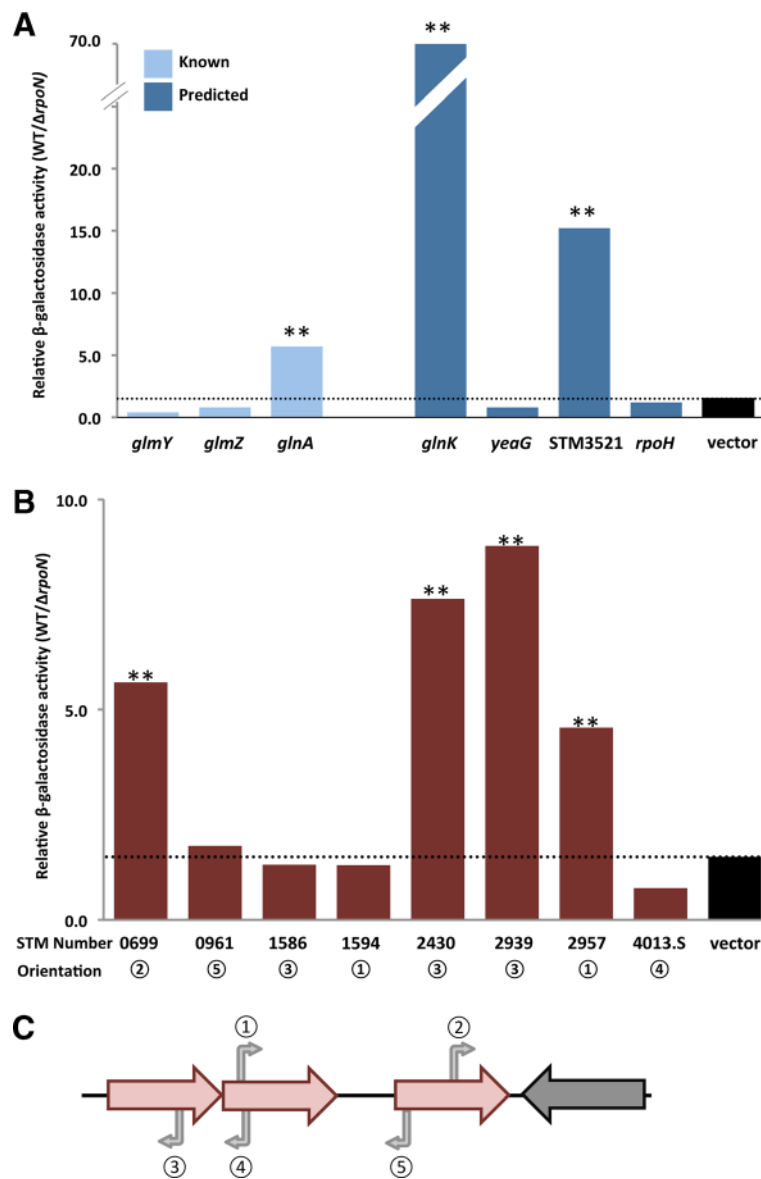 A
Relative β-galactosidase activity (WT/ΔrpoN)
70.0
20.0
15.0
10.0
5.0
0.0
Known
Predicted
**
**
**
glmY glmZ glnA glnK yeaG STM3521 rpoH vector
B
Relative β-galactosidase activity (WT/ΔrpoN)
10.0
5.0
0.0
**
**
**
**
STM Number 0699 0961 1586 1594 2430 2939 2957 4013.S vector
Orientation ② ⑤ ③ ① ③ ③ ① ④
C
① ②
③ ④ ⑤